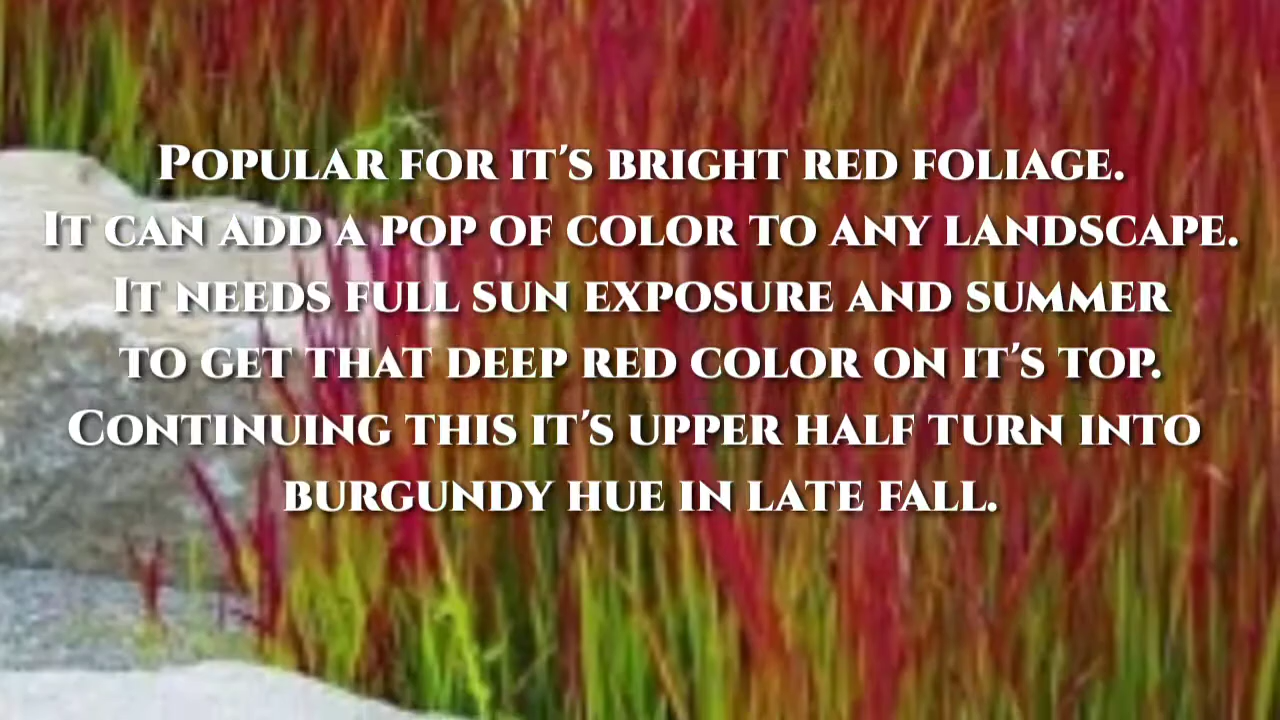 Popular for it's bright red foliage.
It can add a pop of color to any landscape.
It needs full sun exposure and summer
to get that deep red color on it's top.
Continuing this it's upper half turn into
burgundy hue in late fall.